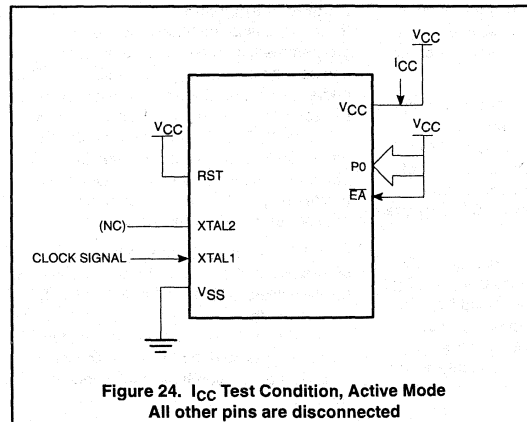 VCC
ICC
VCC
VCC
VCC
P0
RST
EA
(NC)
XTAL2
CLOCK SIGNAL
XTAL1
VSS
Figure 24. ICC Test Condition, Active Mode
All other pins are disconnected